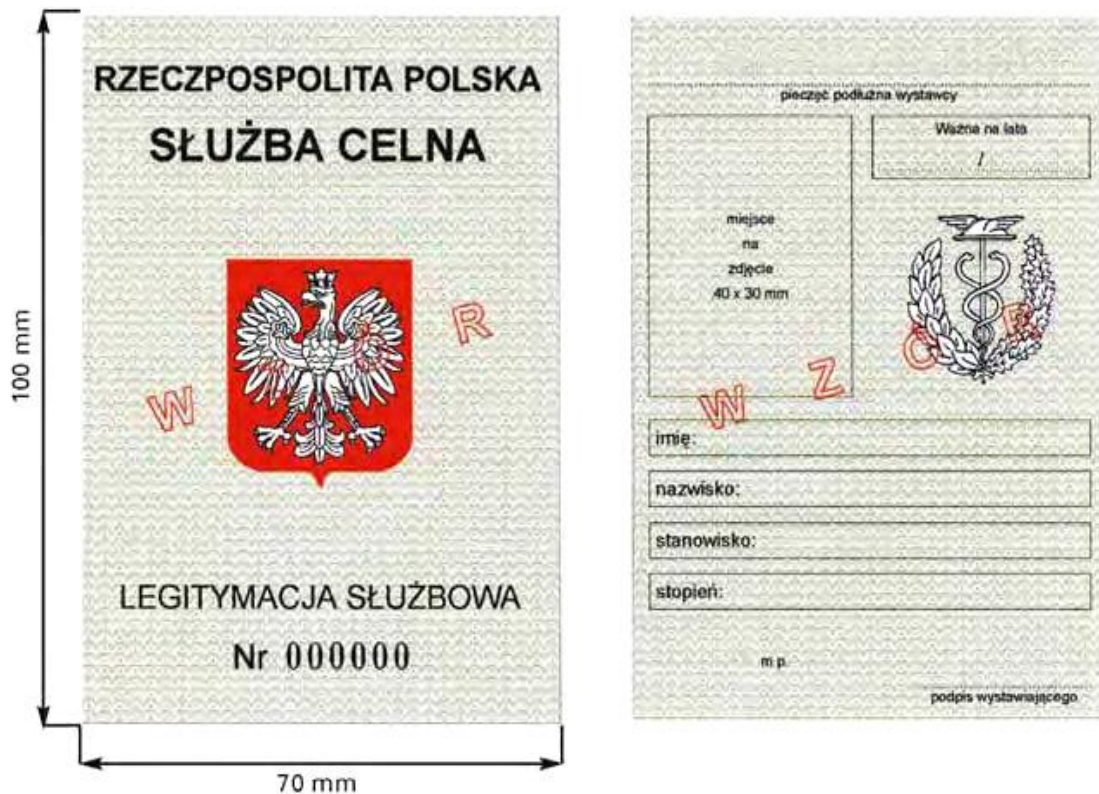 RZECZPOSPOLITA POLSKA
SŁUŻBA CELNA
W R
LEGITYMACJA SŁUŻBOWA
Nr 000000
100 mm
70 mm
pieczęć podłużna wystawcy
Ważna na lata
/
miejsce
na
zdjęcie
40 x 30 mm
W Z Ó R
imię:
nazwisko:
stanowisko:
stopień:
m.p.
podpis wystawiającego